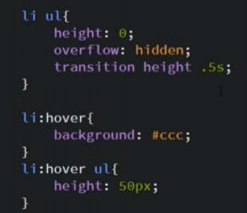 li ul{
    height: 0;
    overflow: hidden;
    transition height .5s;
}
li:hover{
    background: #ccc;
}
li:hover ul{
    height: 50px;
}